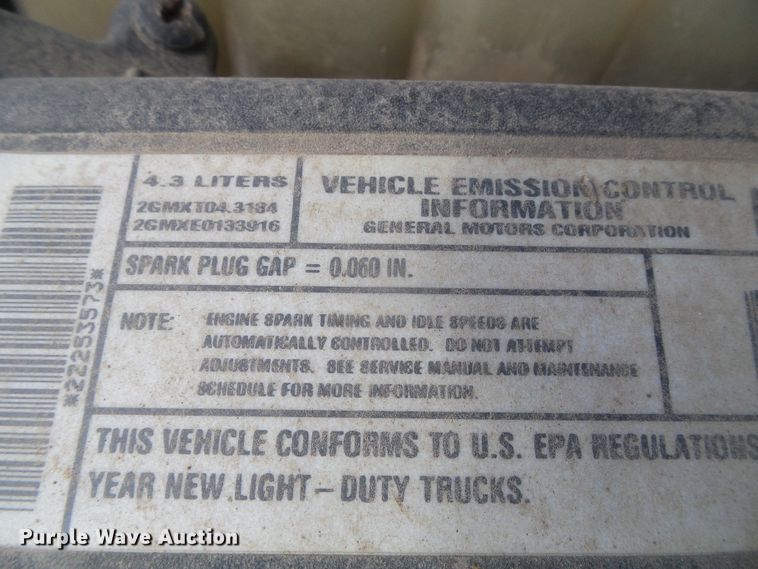 4.3 LITERS
2GMXT04.3184
2GMXE0133916
VEHICLE EMISSION CONTROL
INFORMATION
GENERAL MOTORS CORPORATION
SPARK PLUG GAP = 0.060 IN.
NOTE: ENGINE SPARK TIMING AND IDLE SPEEDS ARE
AUTOMATICALLY CONTROLLED. DO NOT ATTEMPT
ADJUSTMENTS. SEE SERVICE MANUAL AND MAINTENANCE
SCHEDULE FOR MORE INFORMATION.
THIS VEHICLE CONFORMS TO U.S. EPA REGULATIONS
YEAR NEW LIGHT-DUTY TRUCKS.
*22253573*
Purple Wave Auction